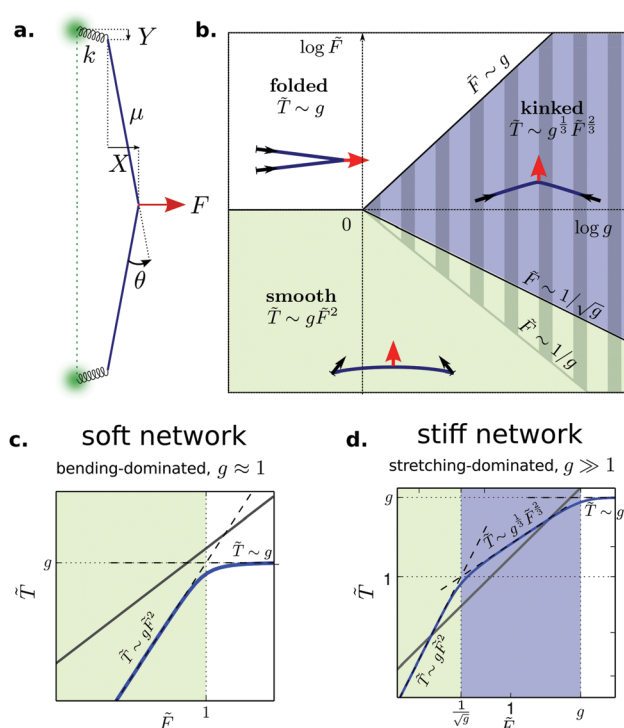 a.
Y
k
μ
X
F
θ
b.
log F̃
folded
T̃ ~ g
F̃ ~ g
kinked
T̃ ~ g^{1/3} F̃^{2/3}
0
log g
smooth
T̃ ~ gF̃²
F̃ ~ 1/√g
F̃ ~ 1/g
c. soft network
bending-dominated, g ≈ 1
g
T̃ ~ g
T̃
T̃ ~ gF̃²
F̃
1
d. stiff network
stretching-dominated, g ≫ 1
g
T̃ ~ g^{1/3} F̃^{2/3}
T̃ ~ g
T̃
1
T̃ ~ gF̃²
1/√g
1
F̃
g